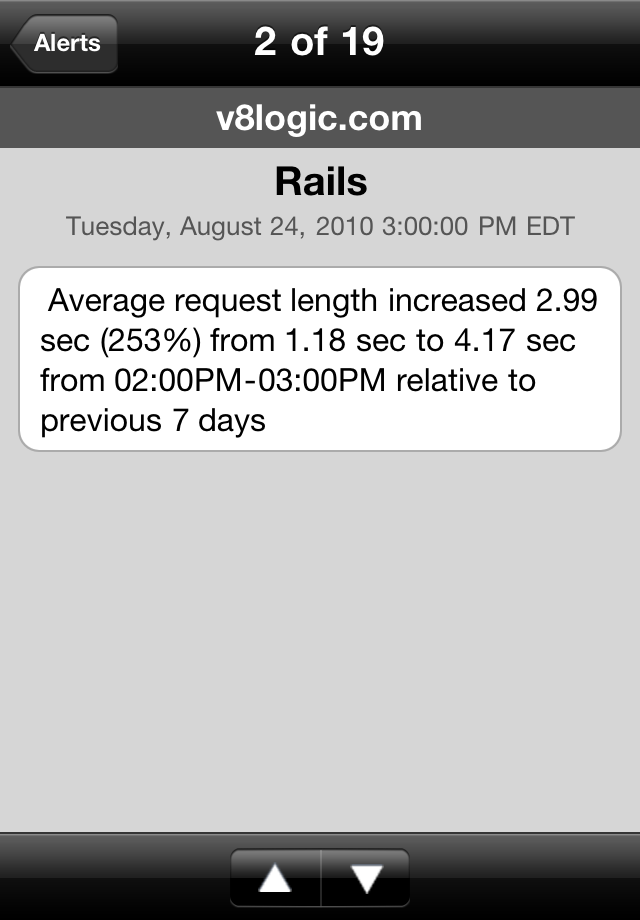 Alerts
2 of 19
v8logic.com
Rails
Tuesday, August 24, 2010 3:00:00 PM EDT
Average request length increased 2.99
sec (253%) from 1.18 sec to 4.17 sec
from 02:00PM-03:00PM relative to
previous 7 days